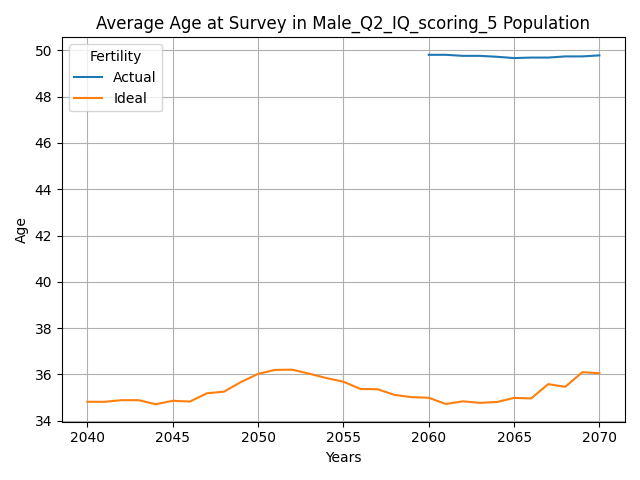 Average Age at Survey in Male_Q2_IQ_scoring_5 Population
Fertility
Actual
Ideal
50
48
46
44
42
40
38
36
34
Age
2040 2045 2050 2055 2060 2065 2070
Years